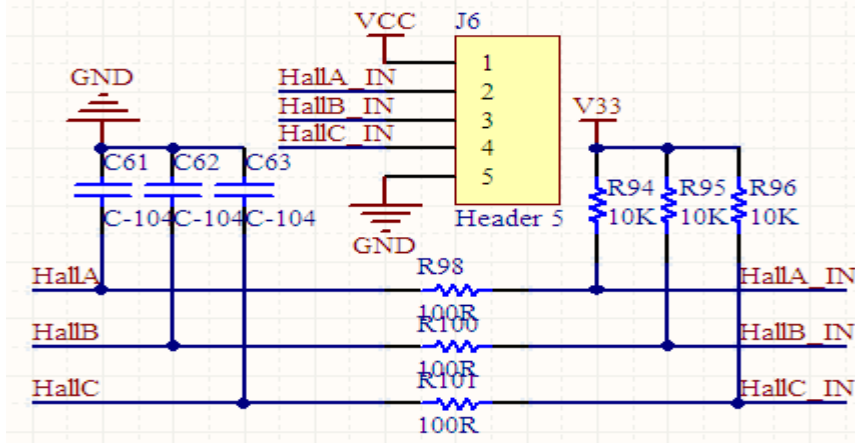 VCC J6
GND
1
HallA_IN 2
HallB_IN 3
HallC_IN 4
V33
5
C61 C62 C63
R94 R95 R96
C-104 C-104 C-104
Header 5
10K 10K 10K
GND
R98
HallA HallA_IN
100R
R100
HallB HallB_IN
100R
R101
HallC HallC_IN
100R